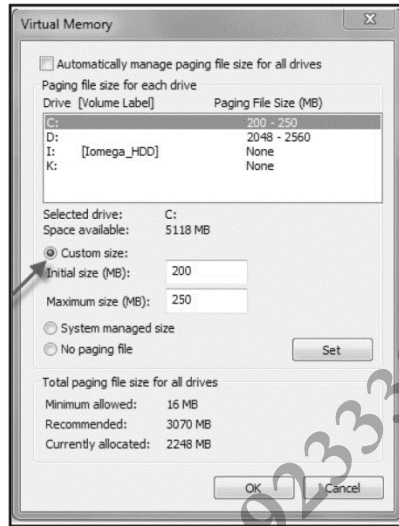 Virtual Memory
Automatically manage paging file size for all drives
Paging file size for each drive
Drive [Volume Label] Paging File Size (MB)
C: 200 - 250
D: 2048 - 2560
I: [Iomega_HDD] None
K: None
Selected drive: C:
Space available: 5118 MB
Custom size:
Initial size (MB): 200
Maximum size (MB): 250
System managed size
No paging file Set
Total paging file size for all drives
Minimum allowed: 16 MB
Recommended: 3070 MB
Currently allocated: 2248 MB
OK Cancel